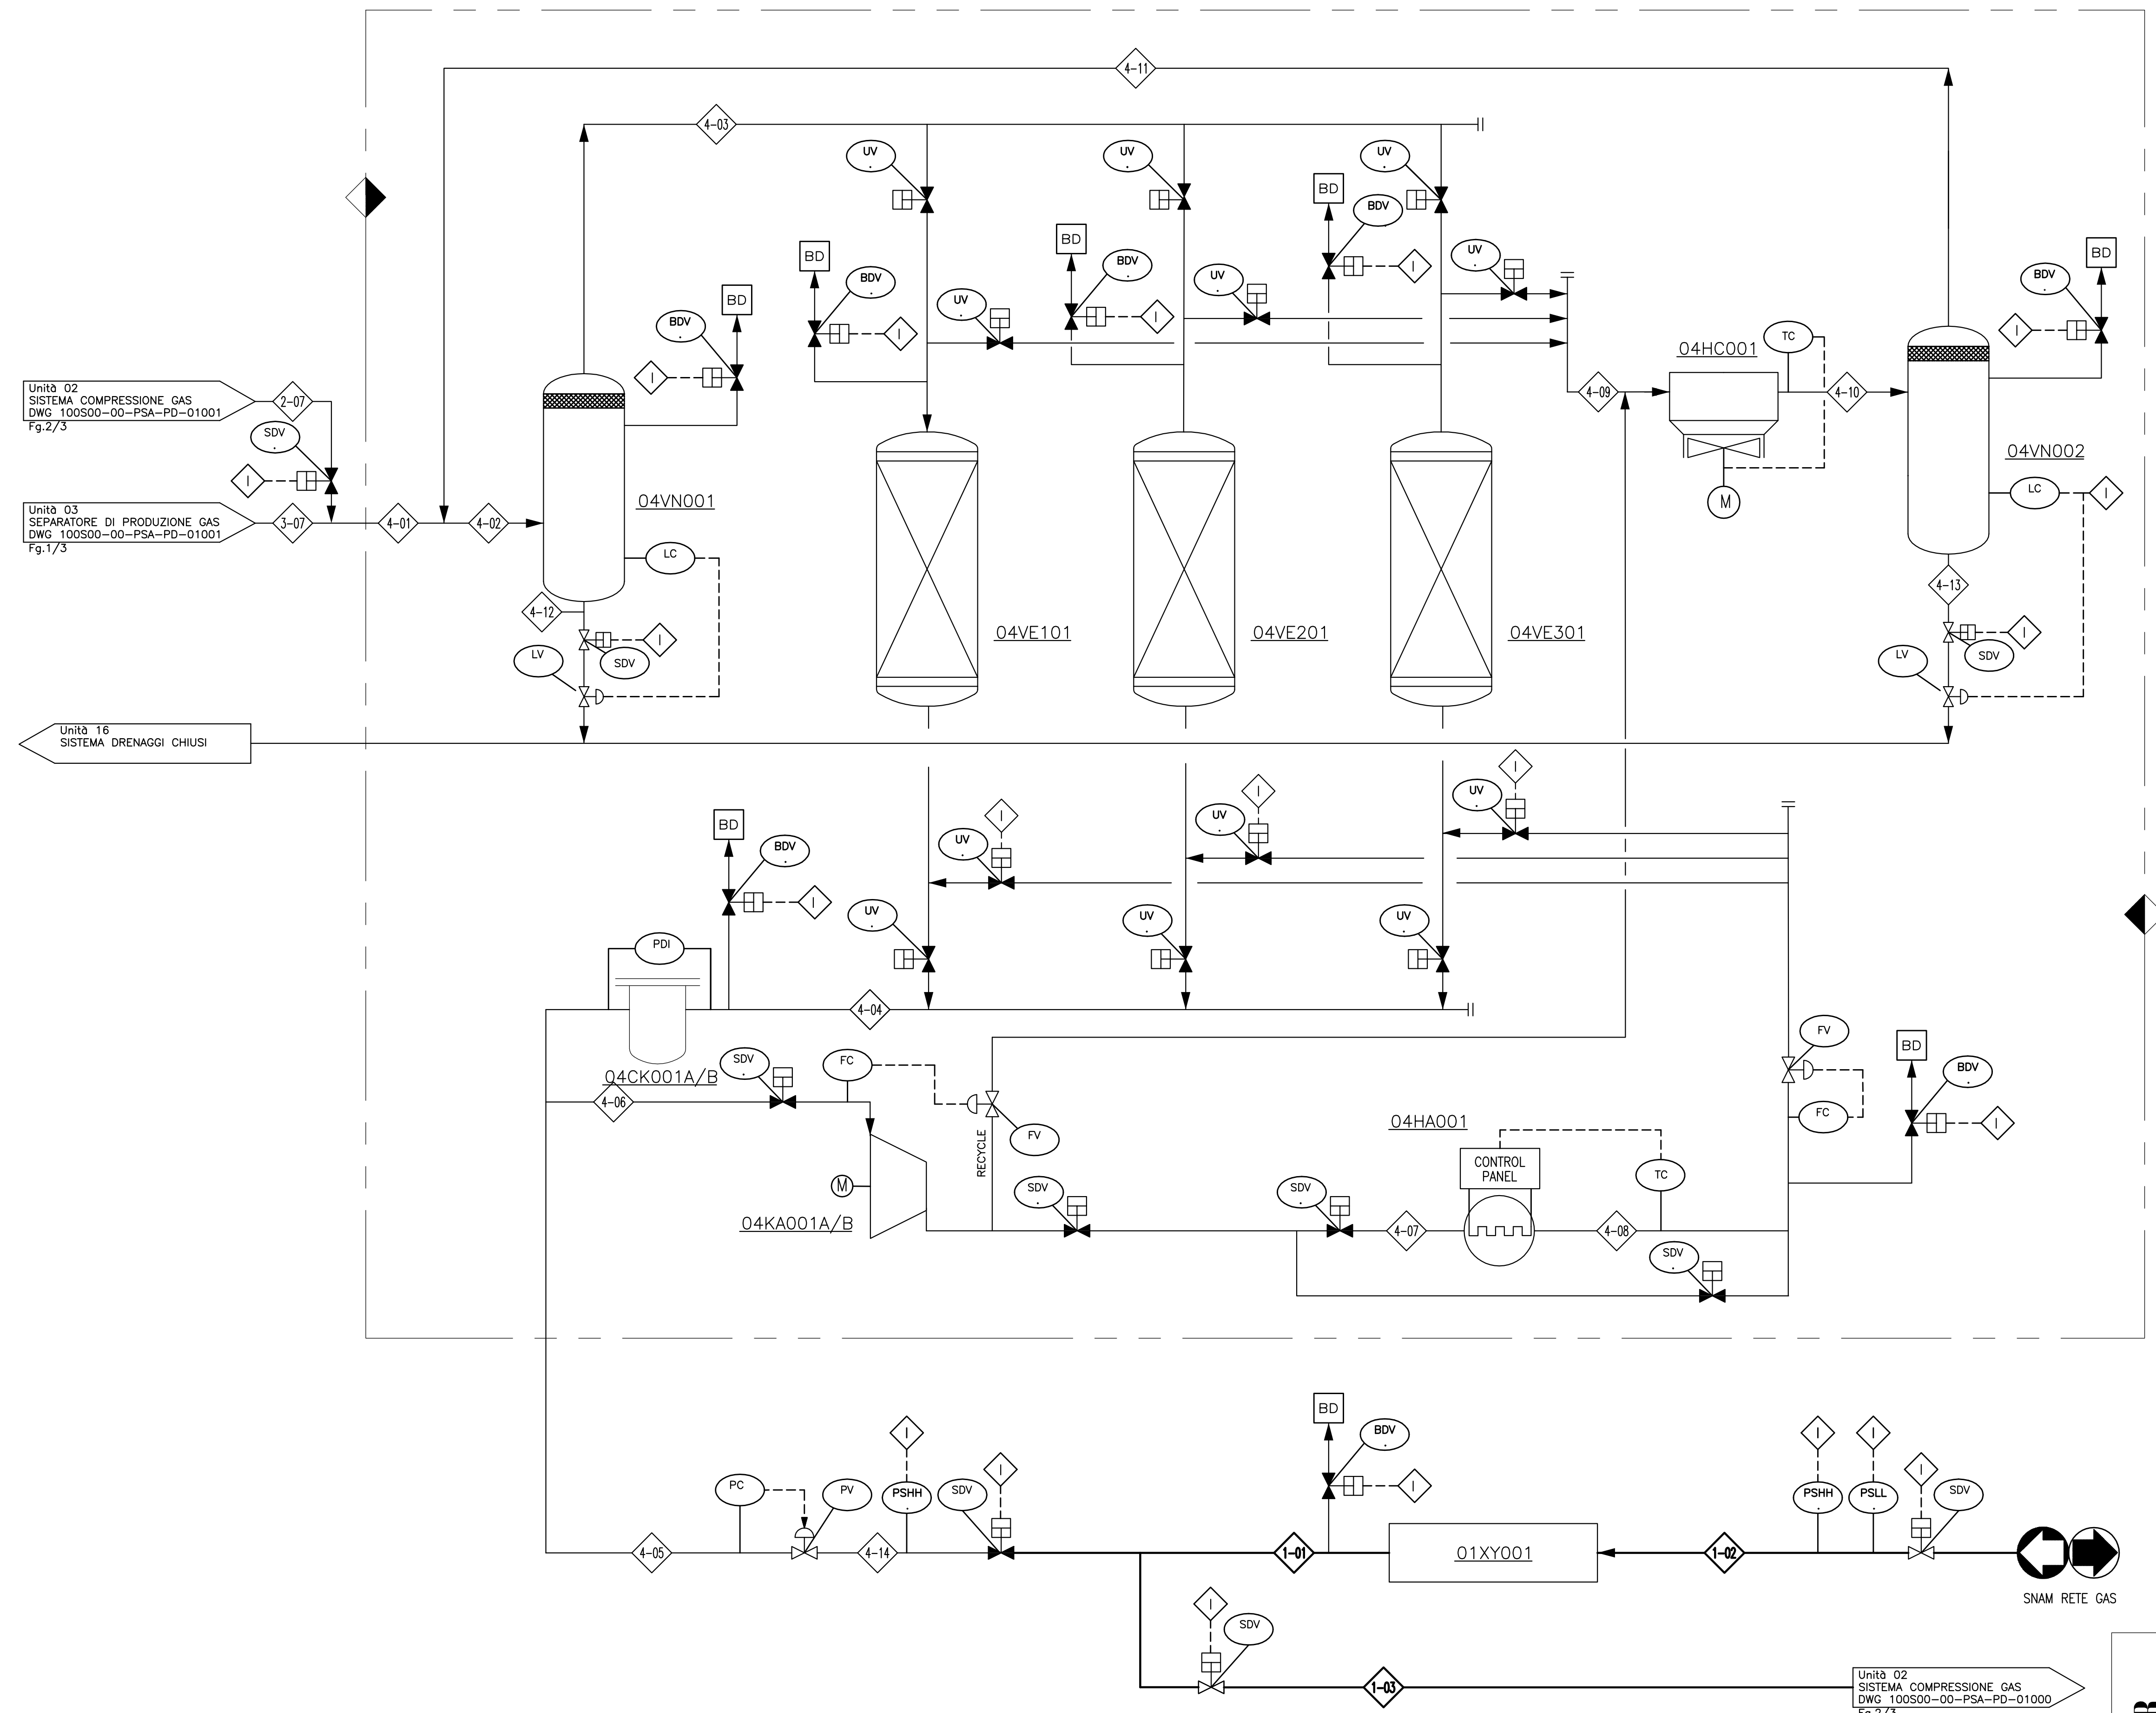 4-11
4-03
UV
UV
UV
BD
BDV
I
BD
BDV
I
BD
BDV
I
UV
UV
UV
BD
BDV
I
BD
BDV
I
04HC001
TC
M
4-09
4-10
04VN002
LC
I
4-13
I
SDV
LV
Unità 02
SISTEMA COMPRESSIONE GAS
DWG 100S00-00-PSA-PD-01001
Fg.2/3
2-07
SDV
I
Unità 03
SEPARATORE DI PRODUZIONE GAS
DWG 100S00-00-PSA-PD-01001
Fg.1/3
3-07
4-01
4-02
04VN001
LC
4-12
I
SDV
LV
04VE101
04VE201
04VE301
Unità 16
SISTEMA DRENAGGI CHIUSI
I
UV
I
UV
I
UV
BD
BDV
I
UV
UV
UV
PDI
4-04
04CK001A/B
4-06
SDV
FC
FV
RECYCLE
M
04KA001A/B
SDV
SDV
4-07
04HA001
CONTROL
PANEL
TC
4-08
SDV
FV
FC
BD
BDV
I
4-05
PC
PV
4-14
I
PSHH
SDV
I
BD
BDV
I
1-01
01XY001
1-02
I
PSHH
I
PSLL
I
SDV
SNAM RETE GAS
I
SDV
1-03
Unità 02
SISTEMA COMPRESSIONE GAS
DWG 100S00-00-PSA-PD-01000
Fg.2/3